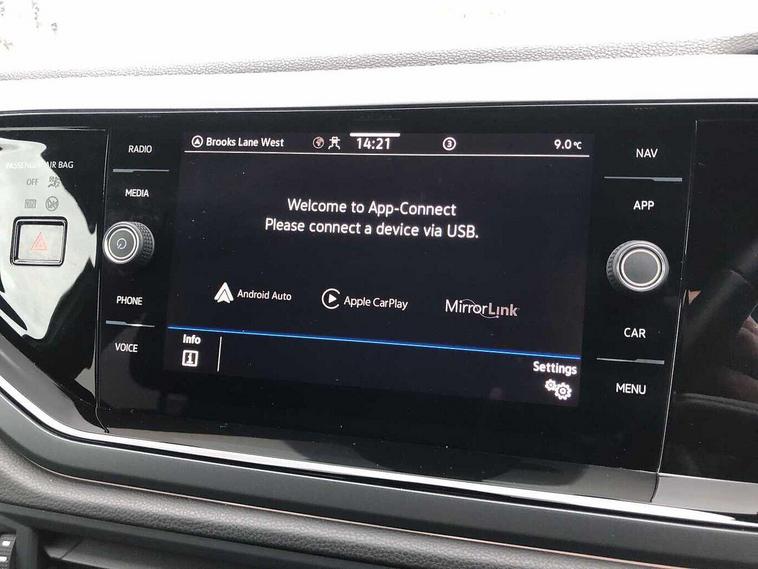 PASSENGER AIR BAG
OFF
RADIO
MEDIA
PHONE
VOICE
Brooks Lane West
14:21
3
9.0°C
Welcome to App-Connect
Please connect a device via USB.
Android Auto
Apple CarPlay
MirrorLink
Info
Settings
NAV
APP
CAR
MENU